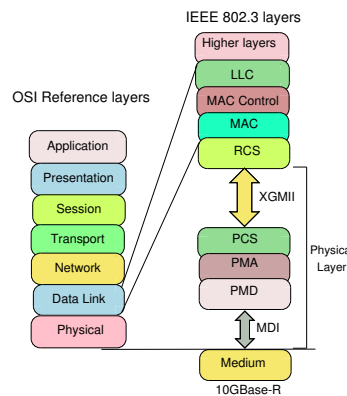 IEEE 802.3 layers
Higher layers
LLC
MAC Control
MAC
RCS
XGMII
PCS
PMA
PMD
MDI
Medium
10GBase-R
Layer
OSI Reference layers
Application
Presentation
Session
Transport
Network
Data Link
Physical